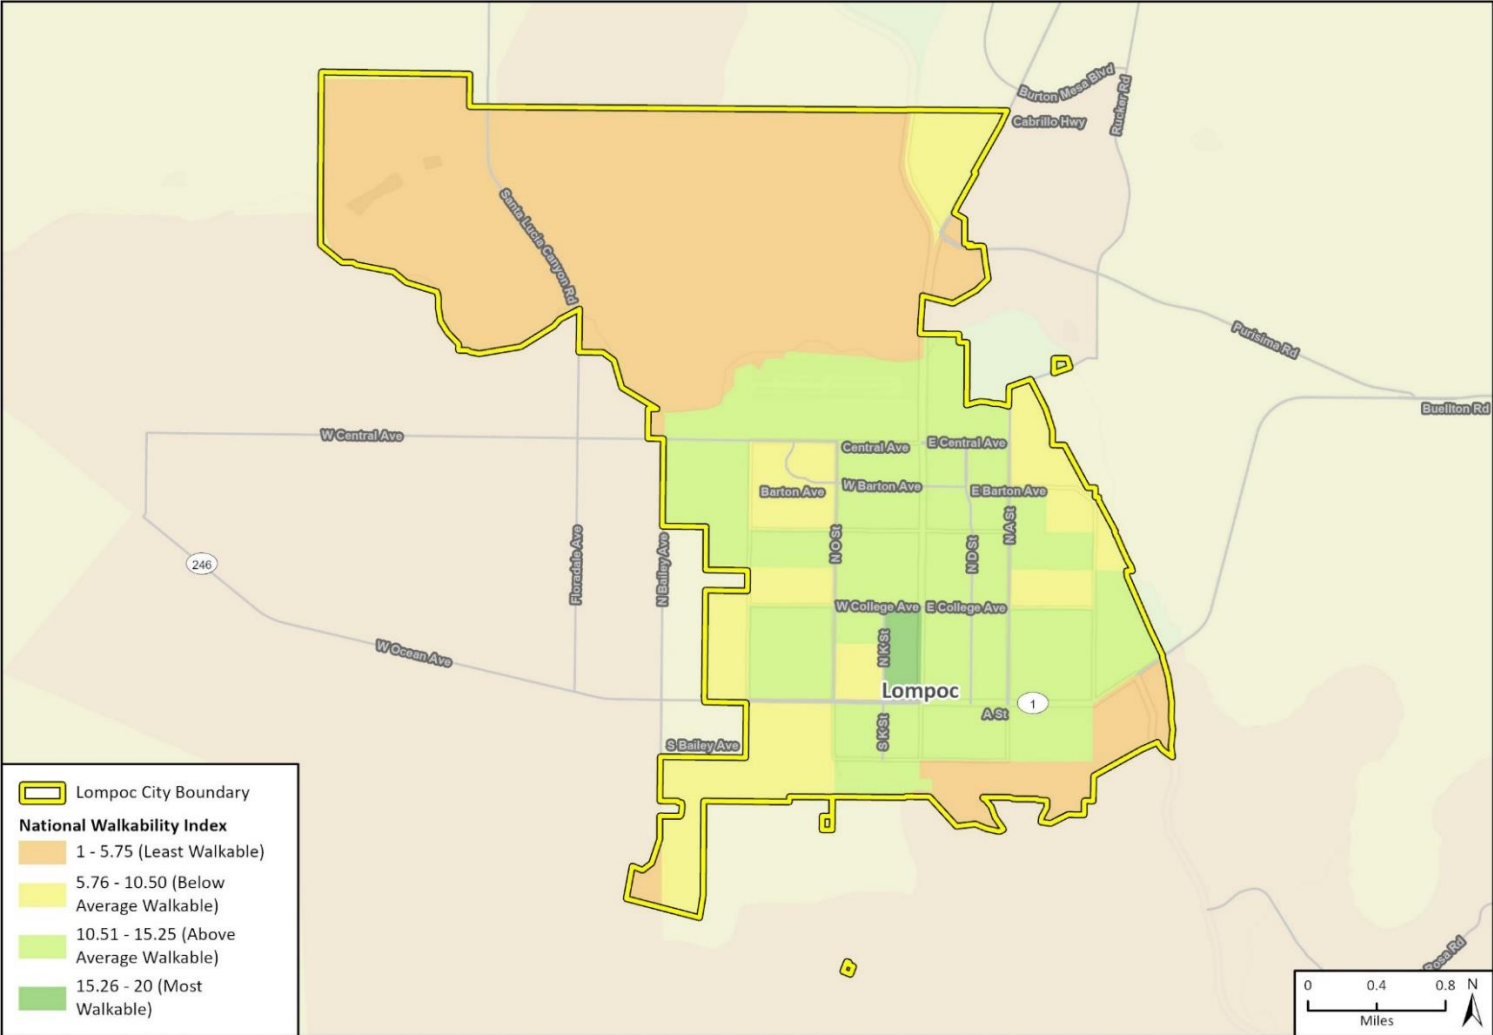 Burton Mesa Blvd
Cabrillo Hwy
Rucker Rd
Santa Lucia Canyon Rd
Purisima Rd
Buellton Rd
W Central Ave
Central Ave
E Central Ave
Barton Ave
W Barton Ave
E Barton Ave
246
Floradale Ave
N Bailey Ave
N O St
N D St
N A St
W College Ave
E College Ave
N K St
W Ocean Ave
Lompoc
1
A St
S K St
S Bailey Ave
Rosa Rd
Lompoc City Boundary
National Walkability Index
1 - 5.75 (Least Walkable)
5.76 - 10.50 (Below
Average Walkable)
10.51 - 15.25 (Above
Average Walkable)
15.26 - 20 (Most
Walkable)
0 0.4 0.8 N
Miles